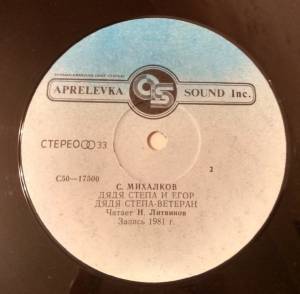 APRELEVKA SOUND Inc.
СТЕРЕО 33
2
С50—17500
С. МИХАЛКОВ
ДЯДЯ СТЕПА И ЕГОР
ДЯДЯ СТЕПА-ВЕТЕРАН
Читает Н. Литвинов
Запись 1981 г.